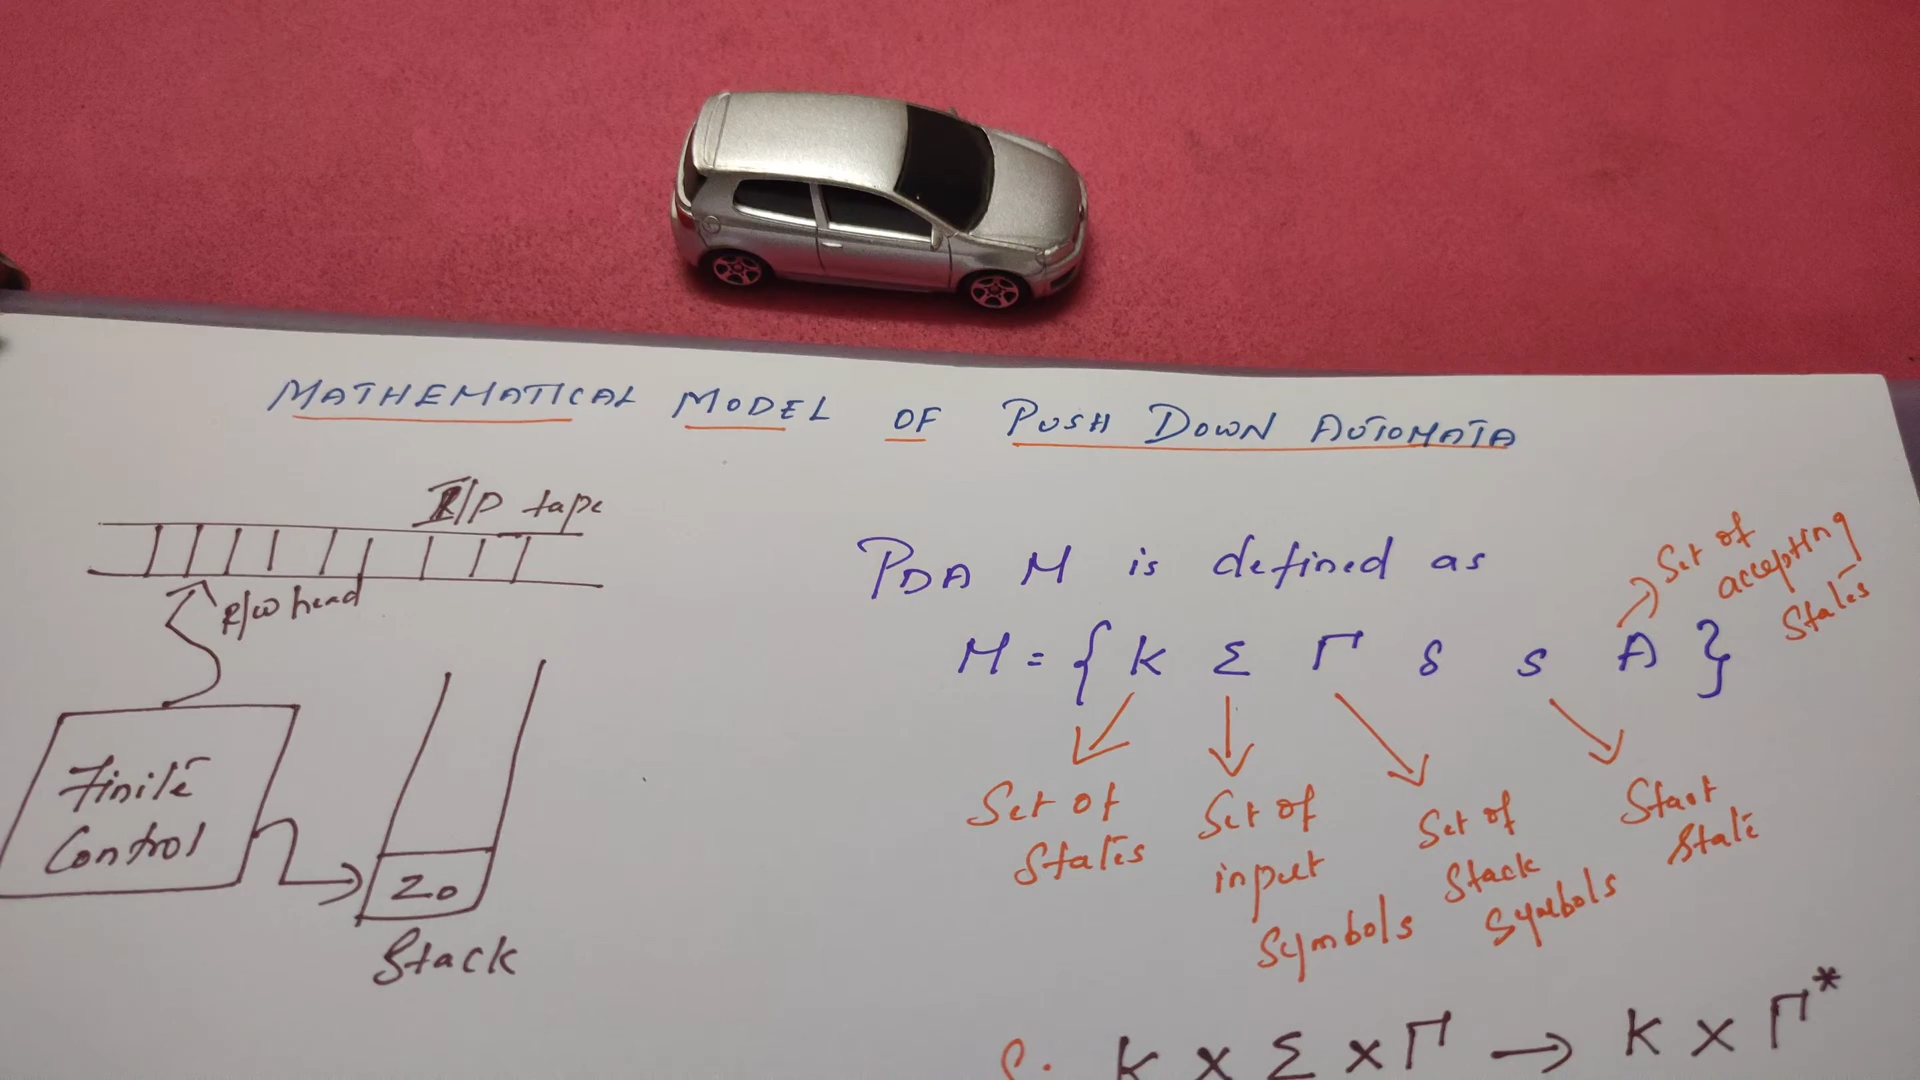 MATHEMATICAL MODEL OF PUSH DOWN AUTOMATA
I/P tape
R/W head
Finite
Control
Z0
Stack
PDA M is defined as
M = { K Σ Γ δ s A }
Set of
accepting
States
Set of
States
Set of
input
Symbols
Set of
Stack
Symbols
Start
State
δ: K × Σ × Γ → K × Γ*